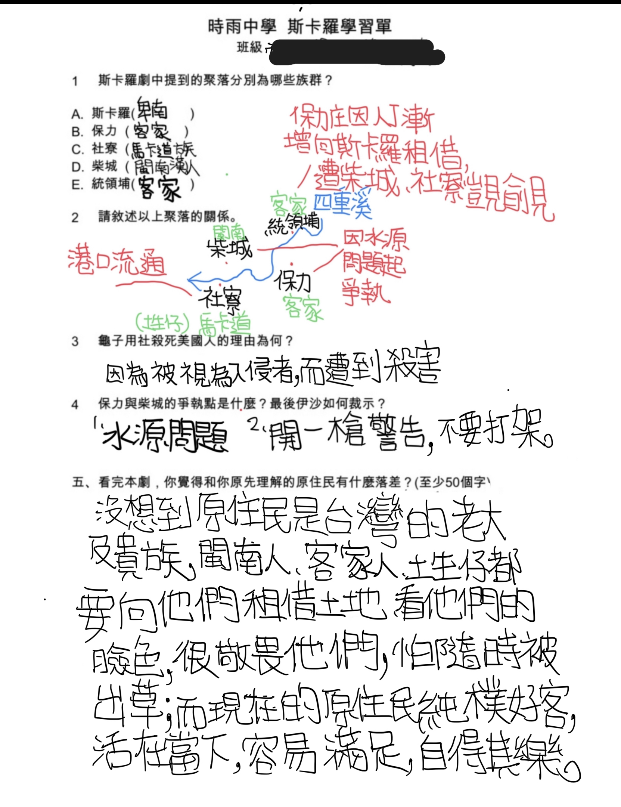 時雨中學 斯卡羅學習單
班級
1 斯卡羅劇中提到的聚落分別為哪些族群？
A. 斯卡羅(卑南 )
B. 保力 (客家 )
C. 社寮 (馬卡道族
D. 柴城 (閩南漢人
E. 統領埔(客家 )
保力庄因人丁漸
增向斯卡羅租借,
遭柴城、社寮覬覦
2 請敘述以上聚落的關係。
客家 四重溪
統領埔
閩南
柴城
因水源
問題起
爭執
港口流通
保力
客家
社寮
(土生仔) 馬卡道
3 龜子用社殺死美國人的理由為何？
因為被視為入侵者,而遭到殺害
4 保力與柴城的爭執點是什麼？最後伊沙如何裁示？
1、水源問題 2、開一槍警告,不要打架。
五、看完本劇，你覺得和你原先理解的原住民有什麼落差？(至少50個字
沒想到原住民是台灣的老大
及貴族,閩南人、客家人、土生仔都
要向他們租借土地 看他們的
臉色,很敬畏他們,怕隨時被
出草;而現在的原住民純樸好客,
活在當下,容易滿足,自得其樂。